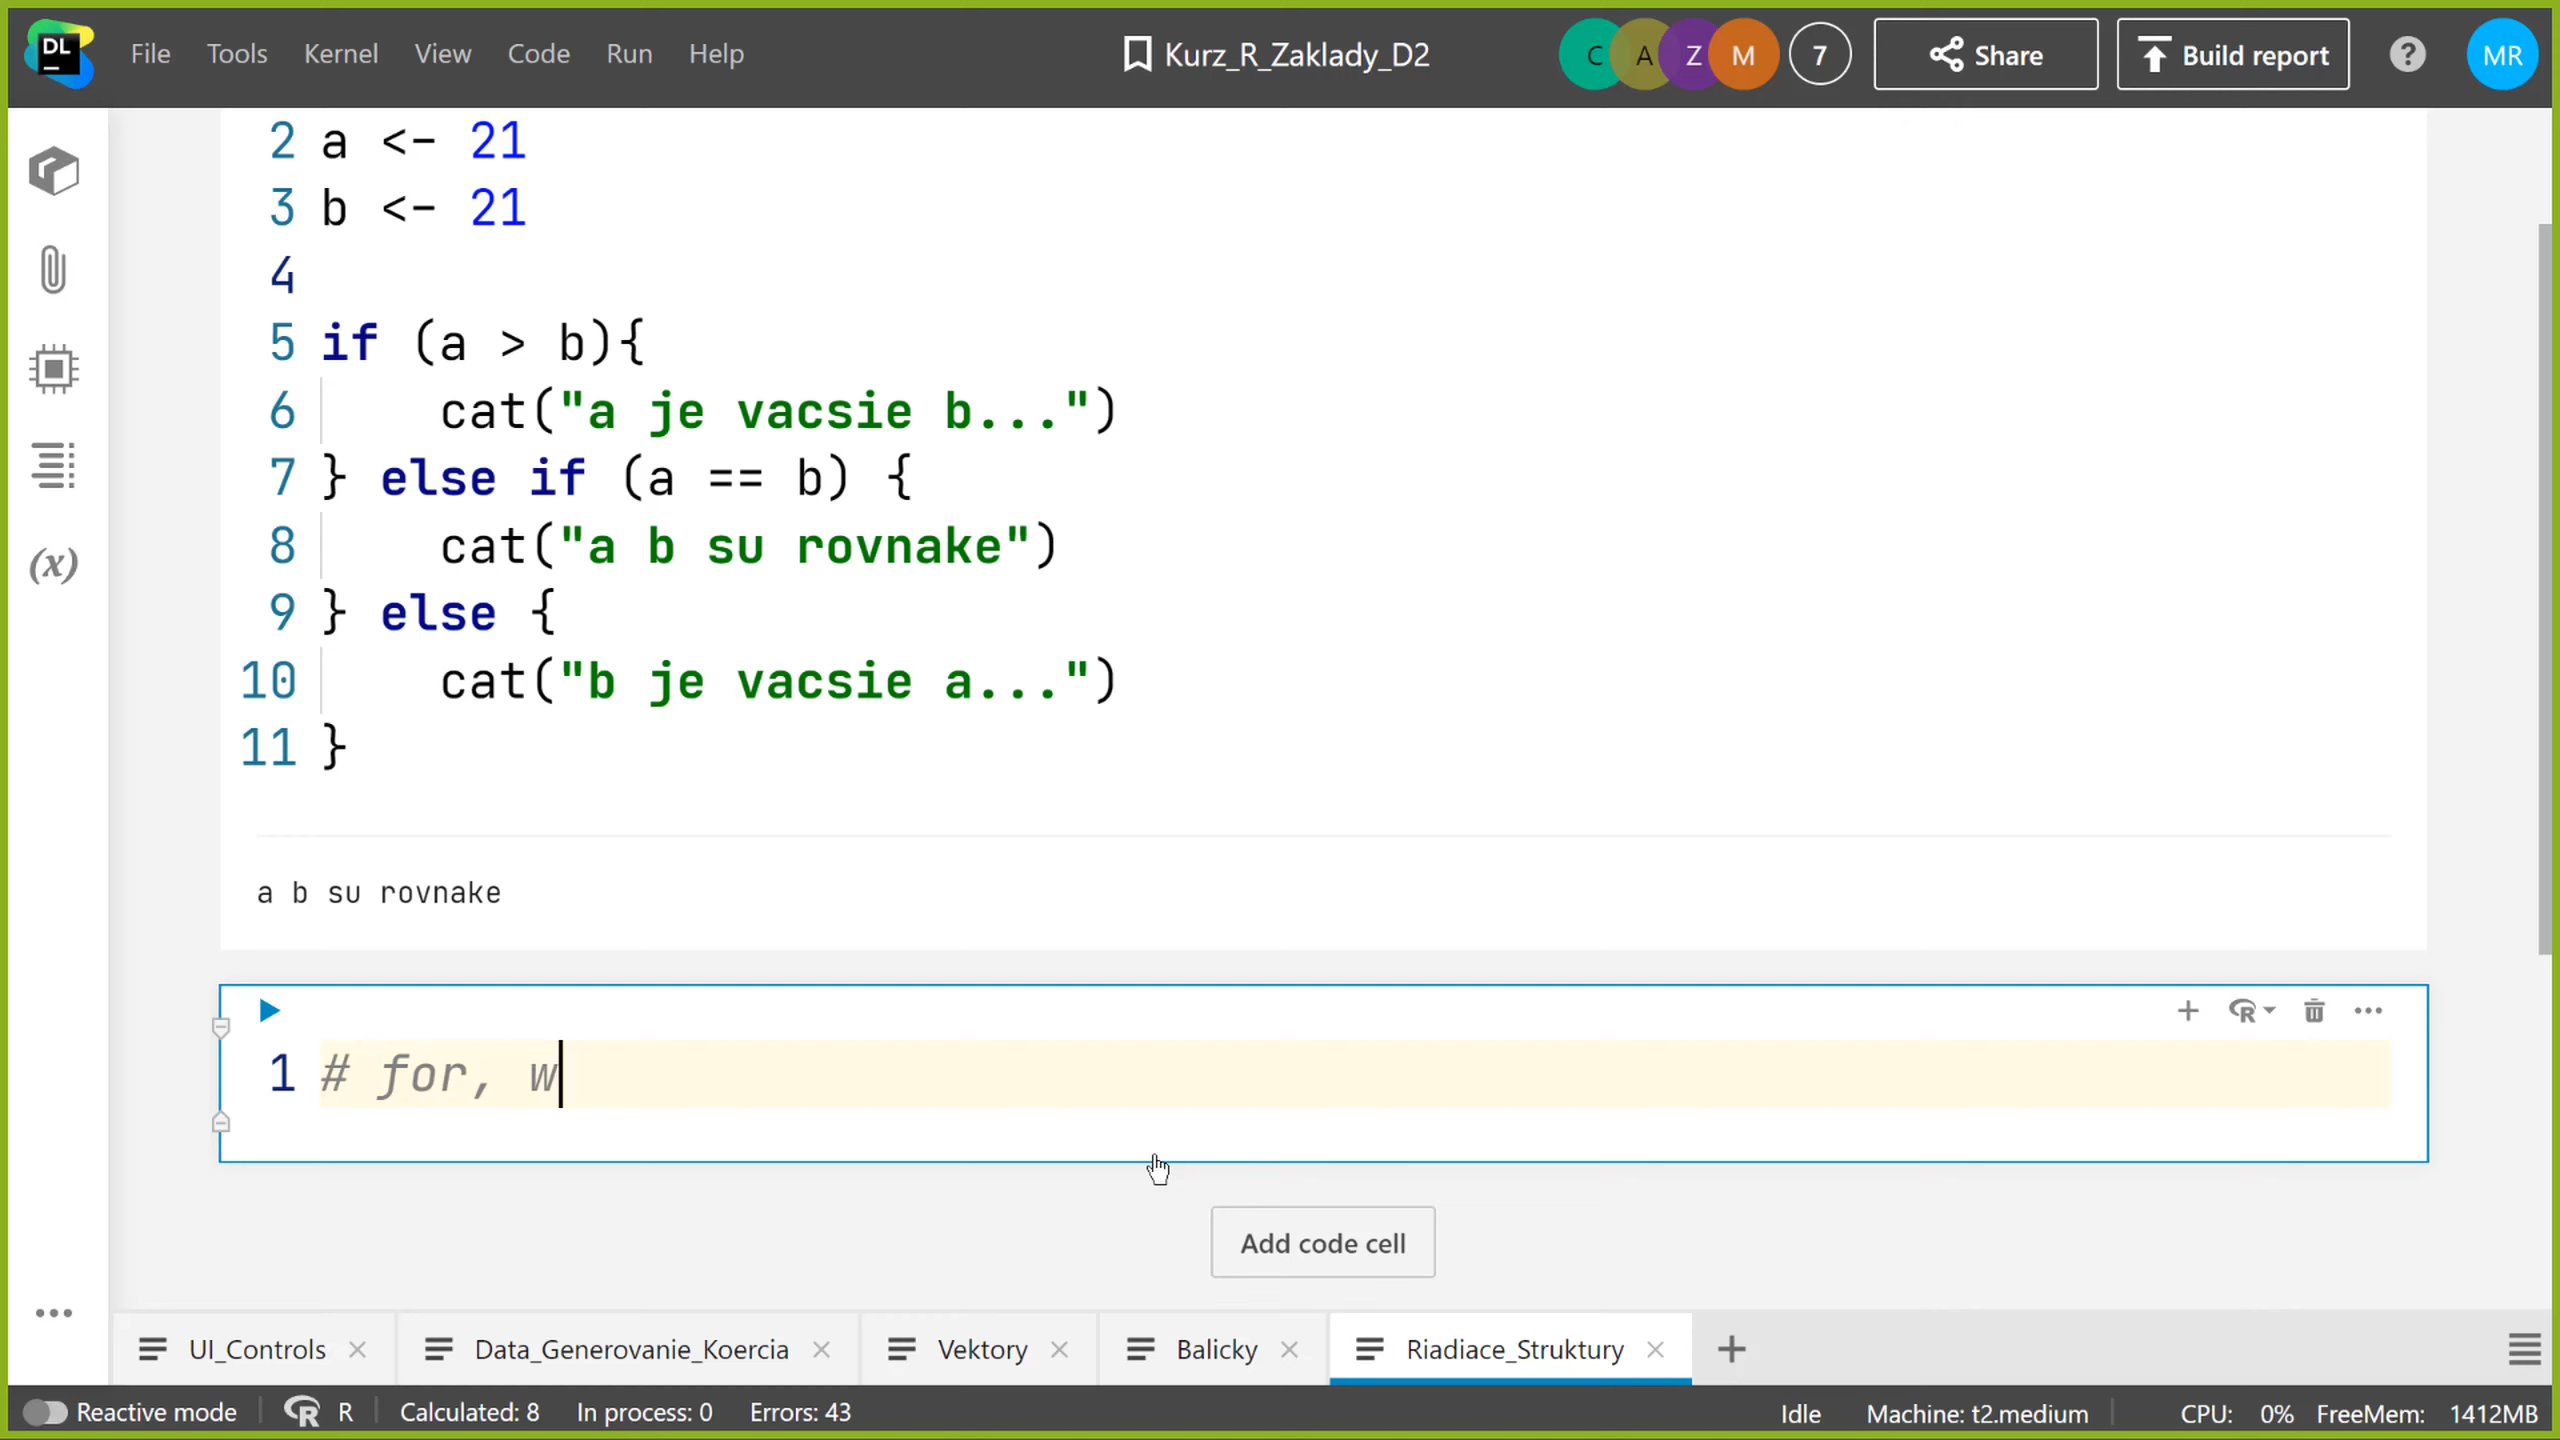 DL File Tools Kernel View Code Run Help Kurz_R_Zaklady_D2 C A Z M 7 Share Build report ? MR
2 a <- 21
3 b <- 21
4
5 if (a > b){
6 cat("a je vacsie b...")
7 } else if (a == b) {
8 cat("a b su rovnake")
9 } else {
10 cat("b je vacsie a...")
11 }
(x)
a b su rovnake
R
1 # for, w
Add code cell
UI_Controls Data_Generovanie_Koercia Vektory Balicky Riadiace_Struktury
Reactive mode R R Calculated: 8 In process: 0 Errors: 43 Idle Machine: t2.medium CPU: 0% FreeMem: 1412MB